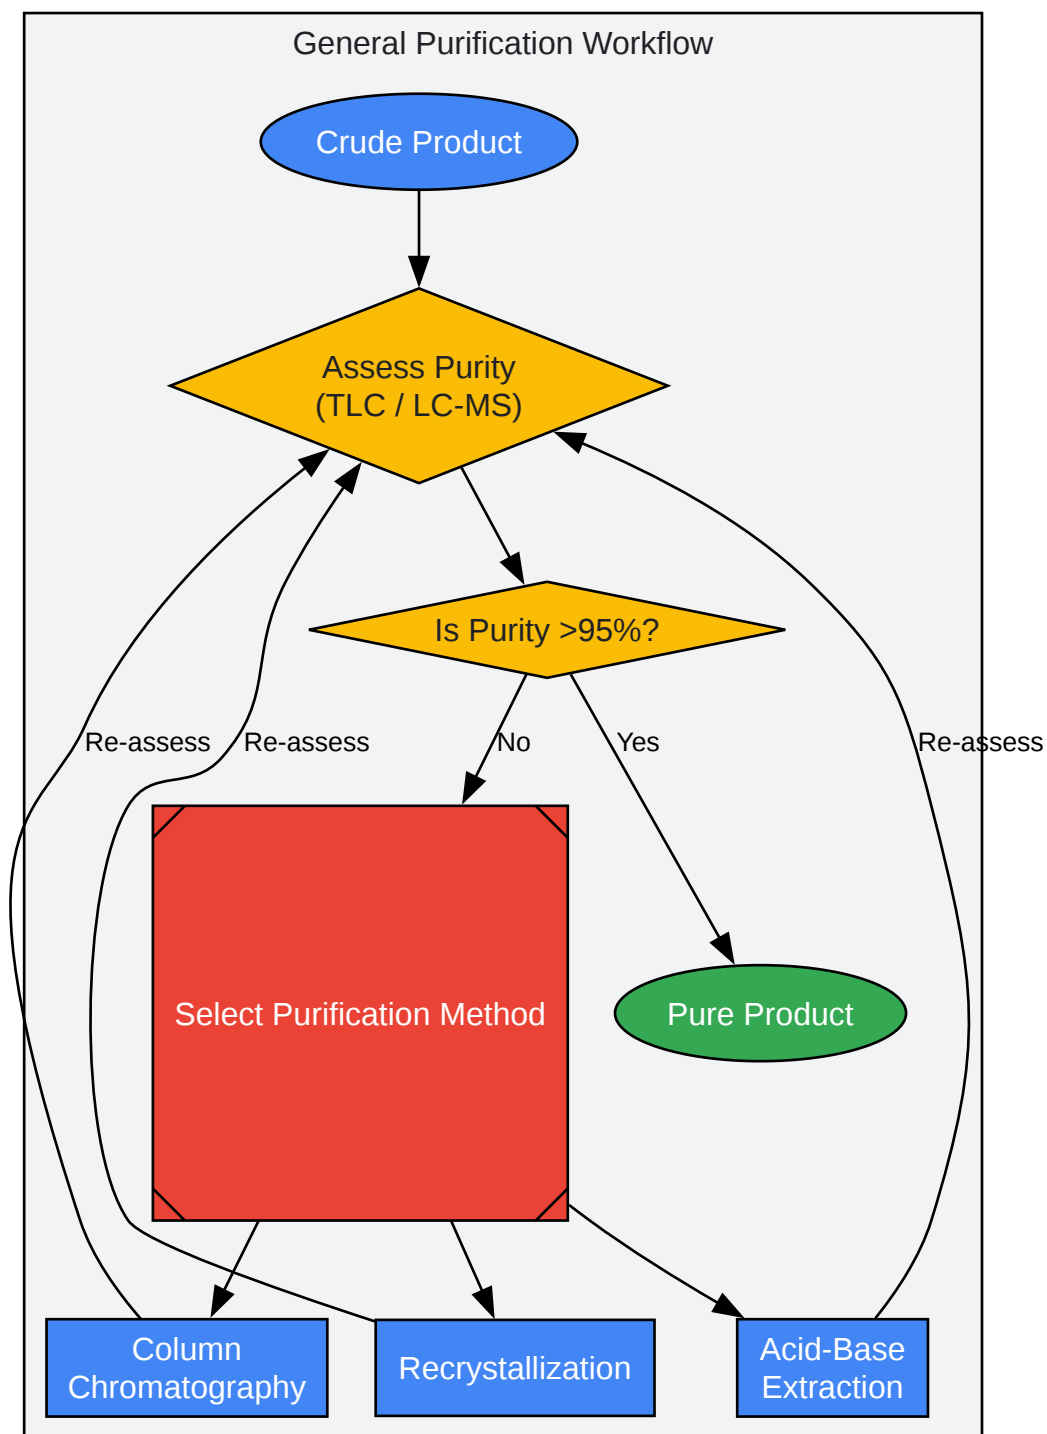 General Purification Workflow
Crude Product
Assess Purity
(TLC / LC-MS)
Is Purity >95%?
Re-assess
Re-assess
No
Yes
Re-assess
Select Purification Method
Pure Product
Column
Chromatography
Recrystallization
Acid-Base
Extraction